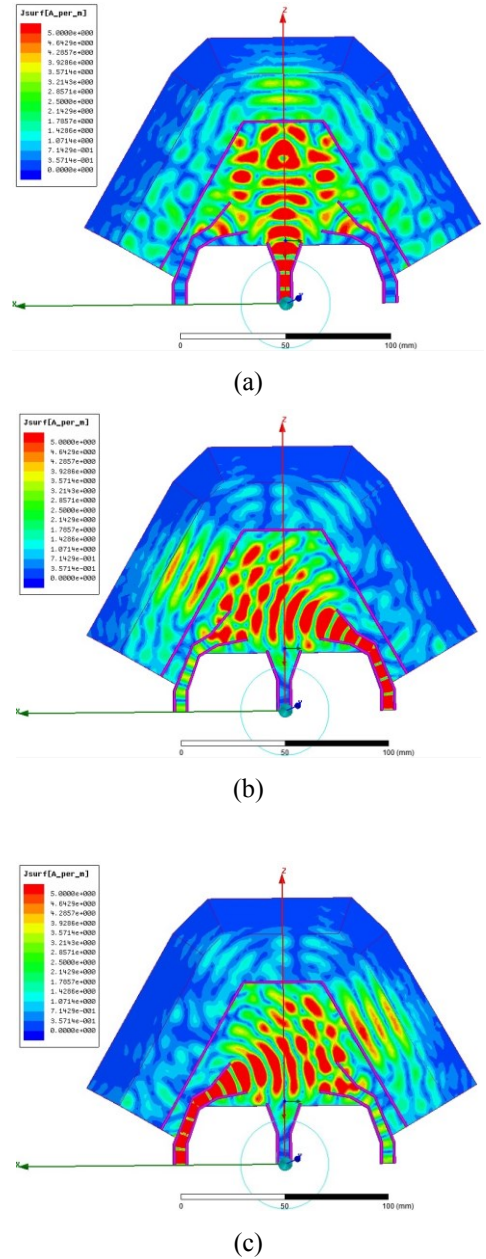 Jsurf[A_per_m]
5.0000e+000
4.6429e+000
4.2857e+000
3.9286e+000
3.5714e+000
3.2143e+000
2.8571e+000
2.5000e+000
2.1429e+000
1.7857e+000
1.4286e+000
1.0714e+000
7.1429e-001
3.5714e-001
0.0000e+000
Z
X
Y
0 50 100 (mm)
(a)
Jsurf[A_per_m]
5.0000e+000
4.6429e+000
4.2857e+000
3.9286e+000
3.5714e+000
3.2143e+000
2.8571e+000
2.5000e+000
2.1429e+000
1.7857e+000
1.4286e+000
1.0714e+000
7.1429e-001
3.5714e-001
0.0000e+000
Z
X
Y
0 50 100 (mm)
(b)
Jsurf[A_per_m]
5.0000e+000
4.6429e+000
4.2857e+000
3.9286e+000
3.5714e+000
3.2143e+000
2.8571e+000
2.5000e+000
2.1429e+000
1.7857e+000
1.4286e+000
1.0714e+000
7.1429e-001
3.5714e-001
0.0000e+000
Z
X
Y
0 50 100 (mm)
(c)